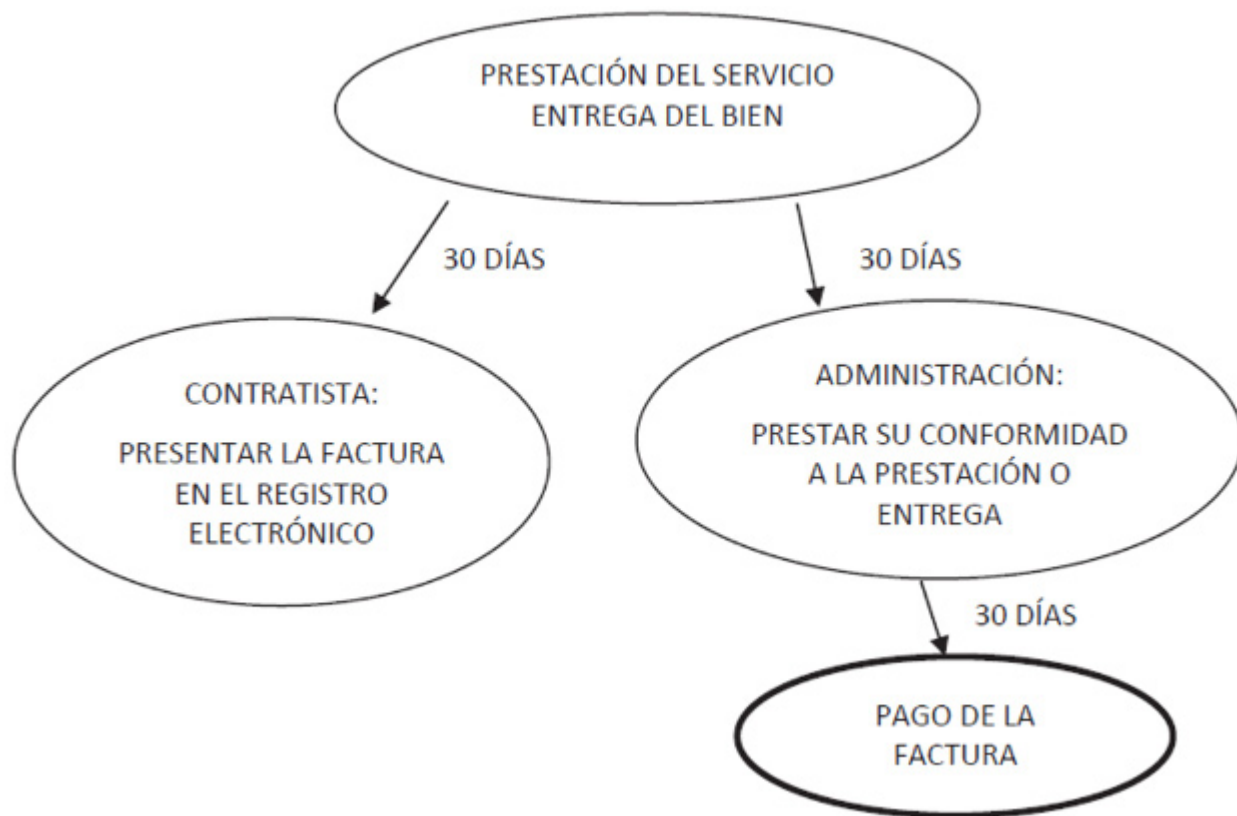 PRESTACIÓN DEL SERVICIO
ENTREGA DEL BIEN
30 DÍAS
30 DÍAS
CONTRATISTA:
PRESENTAR LA FACTURA
EN EL REGISTRO
ELECTRÓNICO
ADMINISTRACIÓN:
PRESTAR SU CONFORMIDAD
A LA PRESTACIÓN O
ENTREGA
30 DÍAS
PAGO DE LA
FACTURA